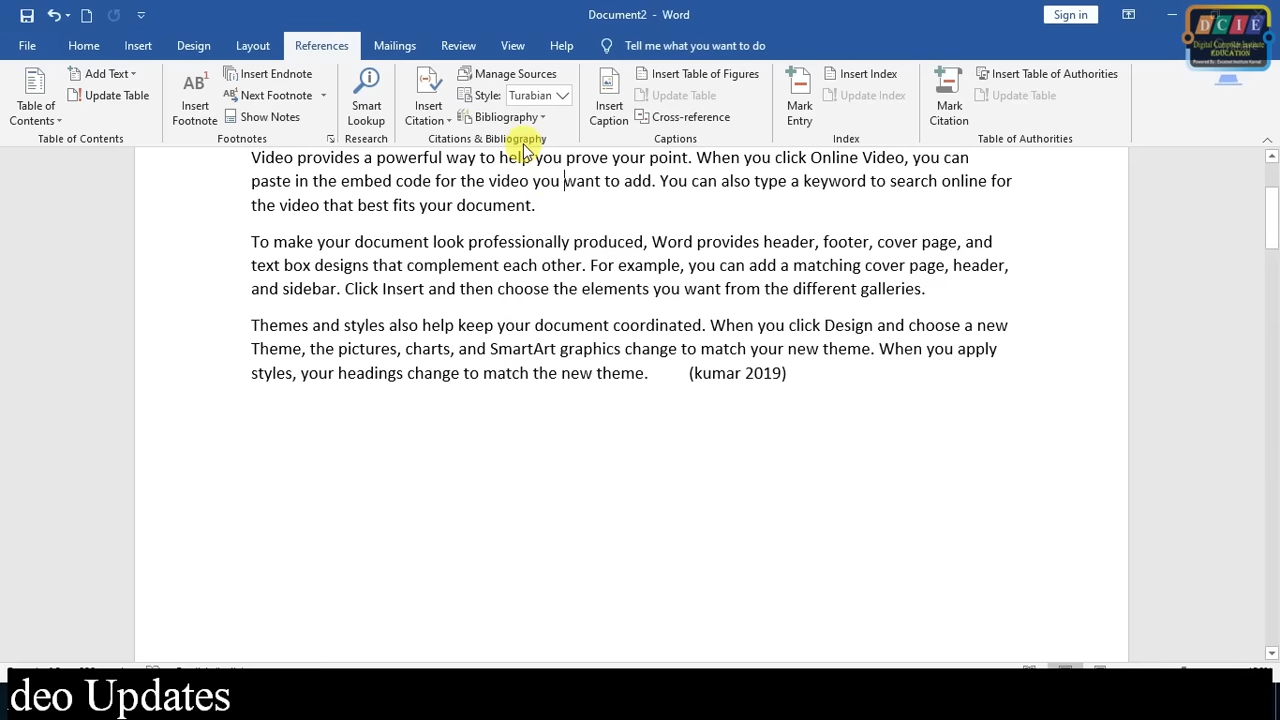 Document2 - Word
Sign in
File Home Insert Design Layout References Mailings Review View Help Tell me what you want to do
DCIE
Digital Computer Institute
EDUCATION
Table of Contents
Add Text
Update Table
Table of Contents
AB1
Insert Footnote
Insert Endnote
Next Footnote
Show Notes
Footnotes
Smart Lookup
Research
Insert Citation
Manage Sources
Style: Turabian
Bibliography
Citations & Bibliography
Insert Caption
Insert Table of Figures
Update Table
Cross-reference
Captions
Mark Entry
Insert Index
Update Index
Index
Mark Citation
Insert Table of Authorities
Update Table
Table of Authorities
Video provides a powerful way to help you prove your point. When you click Online Video, you can
paste in the embed code for the video you want to add. You can also type a keyword to search online for
the video that best fits your document.
To make your document look professionally produced, Word provides header, footer, cover page, and
text box designs that complement each other. For example, you can add a matching cover page, header,
and sidebar. Click Insert and then choose the elements you want from the different galleries.
Themes and styles also help keep your document coordinated. When you click Design and choose a new
Theme, the pictures, charts, and SmartArt graphics change to match your new theme. When you apply
styles, your headings change to match the new theme. (kumar 2019)
deo Updates